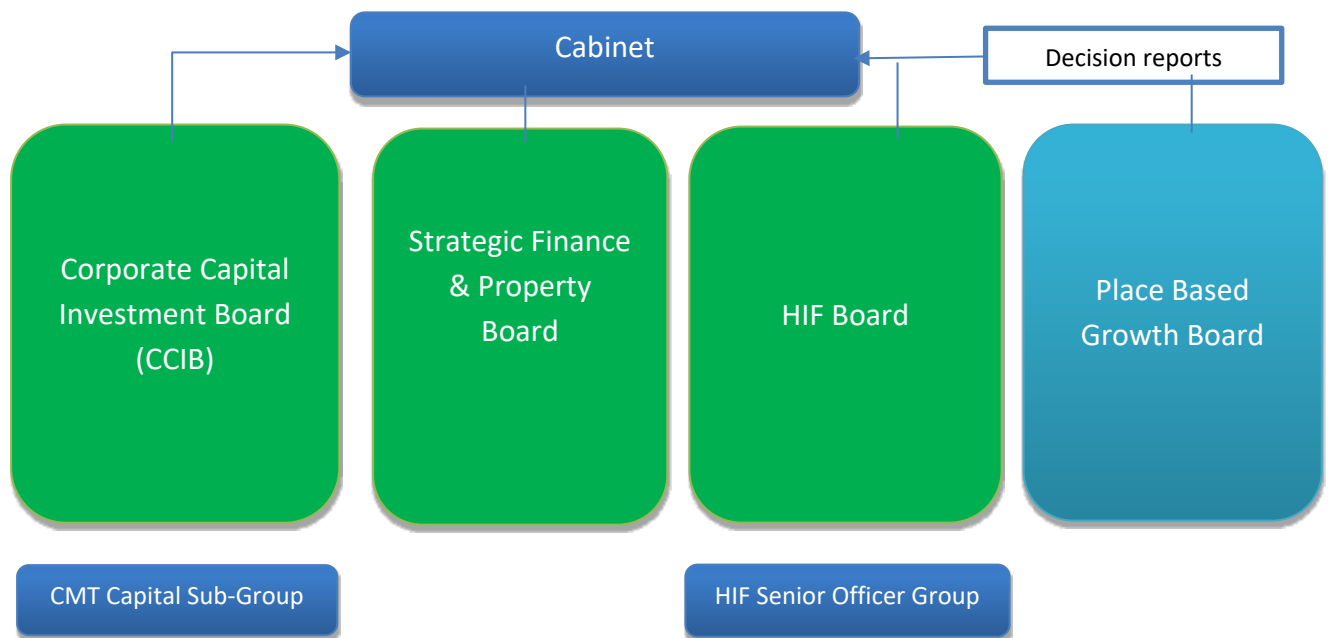 Cabinet
Decision reports
Corporate Capital
Investment Board
(CCIB)
Strategic Finance
& Property
Board
HIF Board
Place Based
Growth Board
CMT Capital Sub-Group
HIF Senior Officer Group